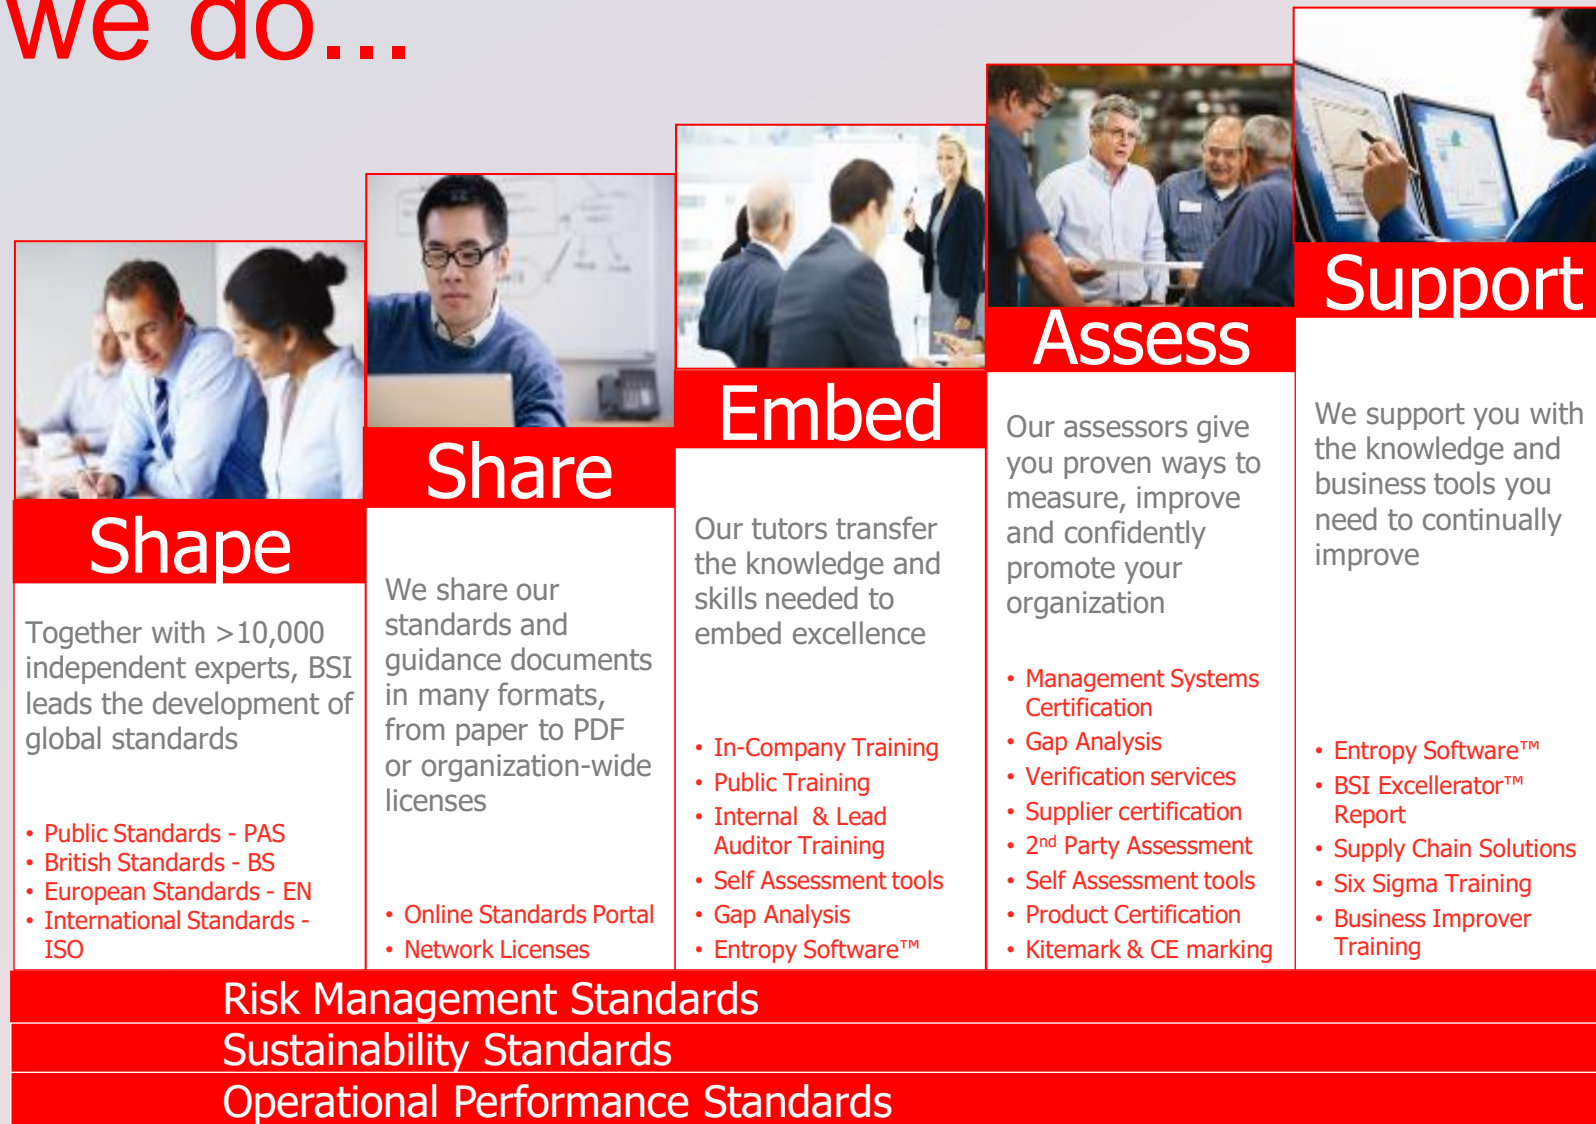 we do...
Shape
Together with >10,000
independent experts, BSI
leads the development of
global standards
• Public Standards - PAS
• British Standards - BS
• European Standards - EN
• International Standards -
ISO
Share
We share our
standards and
guidance documents
in many formats,
from paper to PDF
or organization-wide
licenses
• Online Standards Portal
• Network Licenses
Embed
Our tutors transfer
the knowledge and
skills needed to
embed excellence
• In-Company Training
• Public Training
• Internal & Lead
Auditor Training
• Self Assessment tools
• Gap Analysis
• Entropy Software™
Assess
Our assessors give
you proven ways to
measure, improve
and confidently
promote your
organization
• Management Systems
Certification
• Gap Analysis
• Verification services
• Supplier certification
• 2nd Party Assessment
• Self Assessment tools
• Product Certification
• Kitemark & CE marking
Support
We support you with
the knowledge and
business tools you
need to continually
improve
• Entropy Software™
• BSI Excellerator™
Report
• Supply Chain Solutions
• Six Sigma Training
• Business Improver
Training
Risk Management Standards
Sustainability Standards
Operational Performance Standards